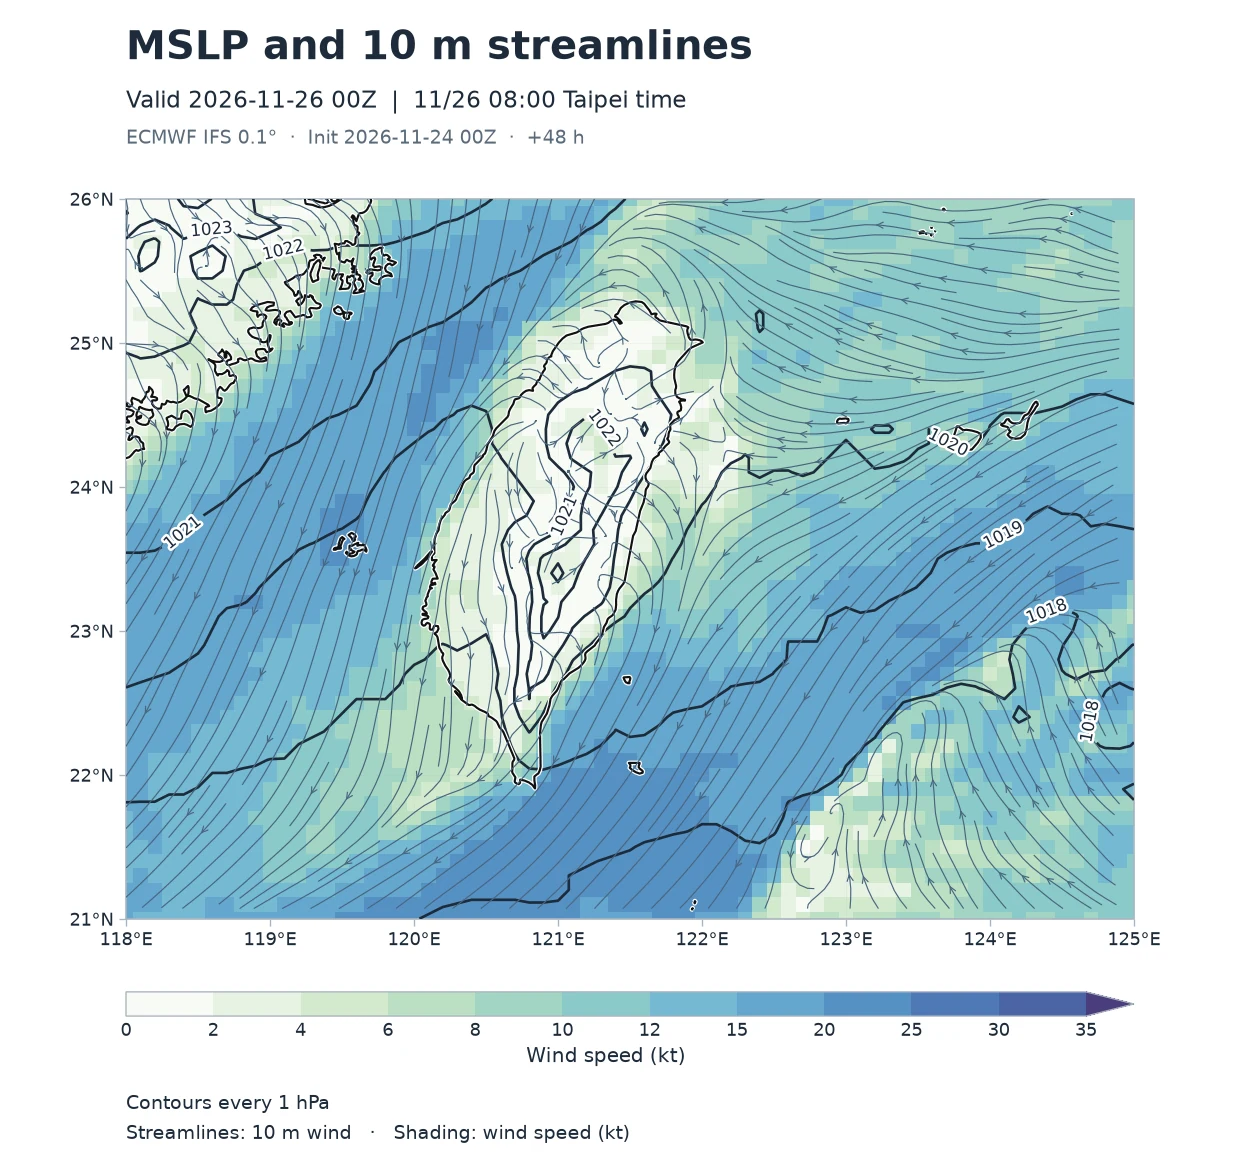 MSLP and 10 m streamlines
Valid 2026-11-26 00Z | 11/26 08:00 Taipei time
ECMWF IFS 0.1° · Init 2026-11-24 00Z · +48 h
26°N
25°N
24°N
23°N
22°N
21°N
1023
1022
1022
1021
1021
1020
1019
1018
1018
118°E 119°E 120°E 121°E 122°E 123°E 124°E 125°E
0 2 4 6 8 10 12 15 20 25 30 35
Wind speed (kt)
Contours every 1 hPa
Streamlines: 10 m wind · Shading: wind speed (kt)